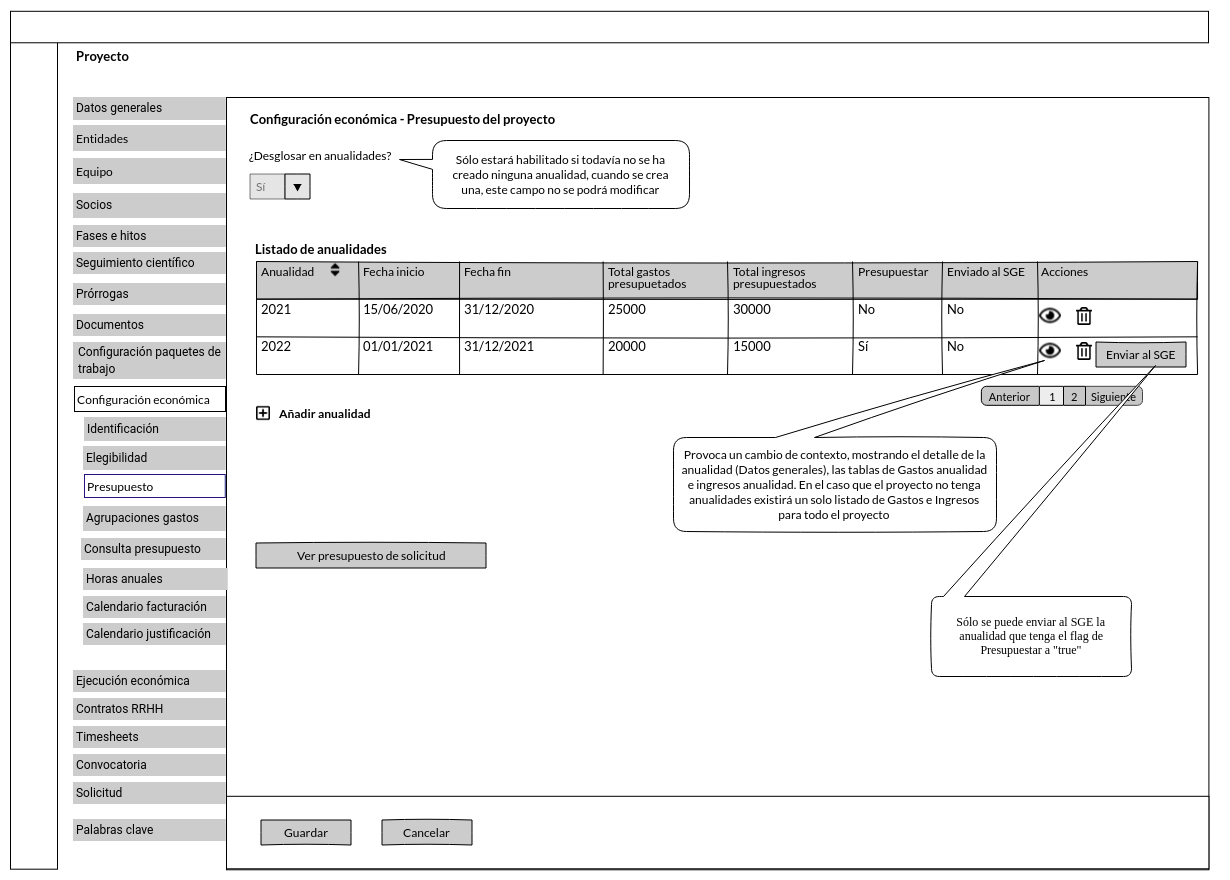 Proyecto
Datos generales
Entidades
Equipo
Socios
Fases e hitos
Seguimiento científico
Prórrogas
Documentos
Configuración paquetes de
trabajo
Configuración económica
Identificación
Elegibilidad
Presupuesto
Agrupaciones gastos
Consulta presupuesto
Horas anuales
Calendario facturación
Calendario justificación
Ejecución económica
Contratos RRHH
Timesheets
Convocatoria
Solicitud
Palabras clave
Configuración económica - Presupuesto del proyecto
¿Desglosar en anualidades?
Sí
Sólo estará habilitado si todavía no se ha
creado ninguna anualidad, cuando se crea
una, este campo no se podrá modificar
Listado de anualidades
Anualidad Fecha inicio Fecha fin Total gastos presupuetados Total ingresos presupuestados Presupuestar Enviado al SGE Acciones
2021 15/06/2020 31/12/2020 25000 30000 No No
2022 01/01/2021 31/12/2021 20000 15000 Sí No Enviar al SGE
Anterior 1 2 Siguiente
Añadir anualidad
Provoca un cambio de contexto, mostrando el detalle de la
anualidad (Datos generales), las tablas de Gastos anualidad
e ingresos anualidad. En el caso que el proyecto no tenga
anualidades existirá un solo listado de Gastos e Ingresos
para todo el proyecto
Ver presupuesto de solicitud
Sólo se puede enviar al SGE la
anualidad que tenga el flag de
Presupuestar a "true"
Guardar Cancelar